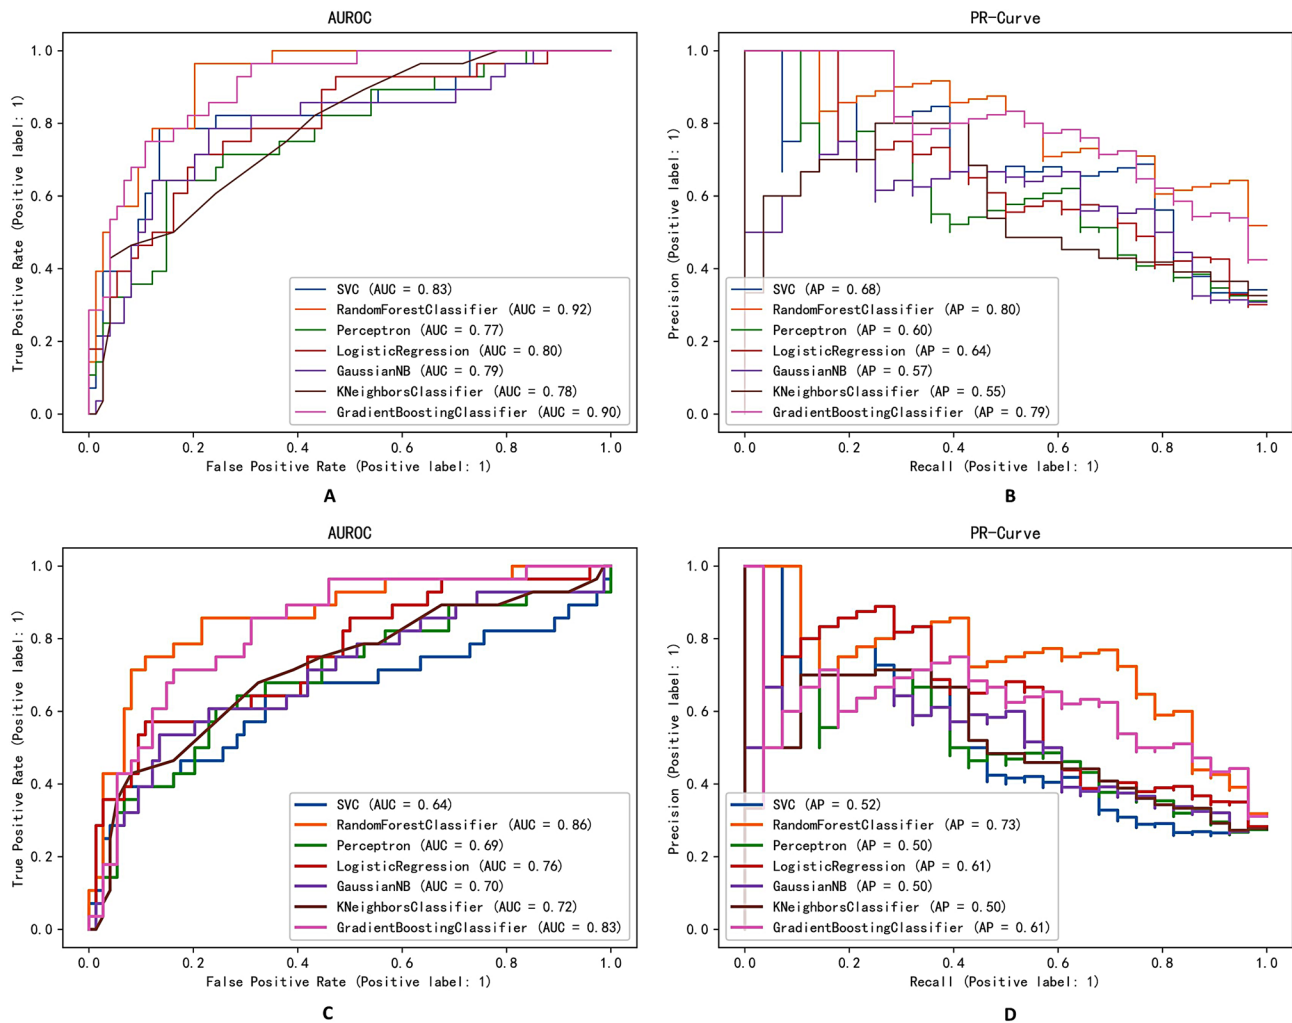 AUROC
True Positive Rate (Positive label: 1)
1.0
0.8
0.6
0.4
0.2
0.0
SVC (AUC = 0.83)
RandomForestClassifier (AUC = 0.92)
Perceptron (AUC = 0.77)
LogisticRegression (AUC = 0.80)
GaussianNB (AUC = 0.79)
KNeighborsClassifier (AUC = 0.78)
GradientBoostingClassifier (AUC = 0.90)
0.0 0.2 0.4 0.6 0.8 1.0
False Positive Rate (Positive label: 1)
A
PR-Curve
Precision (Positive label: 1)
1.0
0.8
0.6
0.4
0.2
0.0
SVC (AP = 0.68)
RandomForestClassifier (AP = 0.80)
Perceptron (AP = 0.60)
LogisticRegression (AP = 0.64)
GaussianNB (AP = 0.57)
KNeighborsClassifier (AP = 0.55)
GradientBoostingClassifier (AP = 0.79)
0.0 0.2 0.4 0.6 0.8 1.0
Recall (Positive label: 1)
B
AUROC
True Positive Rate (Positive label: 1)
1.0
0.8
0.6
0.4
0.2
0.0
SVC (AUC = 0.64)
RandomForestClassifier (AUC = 0.86)
Perceptron (AUC = 0.69)
LogisticRegression (AUC = 0.76)
GaussianNB (AUC = 0.70)
KNeighborsClassifier (AUC = 0.72)
GradientBoostingClassifier (AUC = 0.83)
0.0 0.2 0.4 0.6 0.8 1.0
False Positive Rate (Positive label: 1)
C
PR-Curve
Precision (Positive label: 1)
1.0
0.8
0.6
0.4
0.2
0.0
SVC (AP = 0.52)
RandomForestClassifier (AP = 0.73)
Perceptron (AP = 0.50)
LogisticRegression (AP = 0.61)
GaussianNB (AP = 0.50)
KNeighborsClassifier (AP = 0.50)
GradientBoostingClassifier (AP = 0.61)
0.0 0.2 0.4 0.6 0.8 1.0
Recall (Positive label: 1)
D